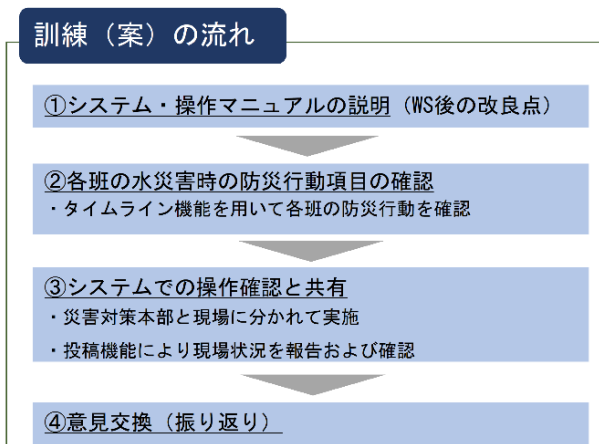 訓練（案）の流れ
①システム・操作マニュアルの説明（WS後の改良点）
②各班の水災害時の防災行動項目の確認
・タイムライン機能を用いて各班の防災行動を確認
③システムでの操作確認と共有
・災害対策本部と現場に分かれて実施
・投稿機能により現場状況を報告および確認
④意見交換（振り返り）